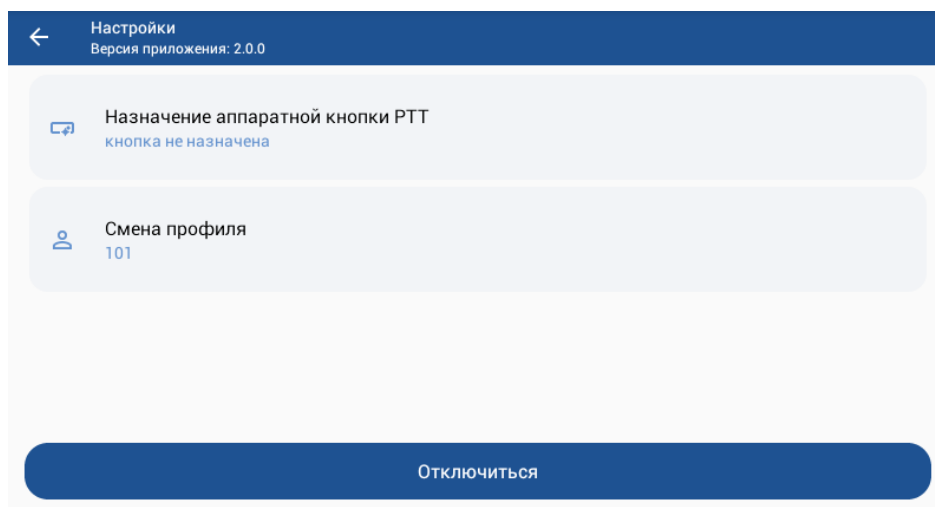 Настройки
Версия приложения: 2.0.0
Назначение аппаратной кнопки PTT
кнопка не назначена
Смена профиля
101
Отключиться